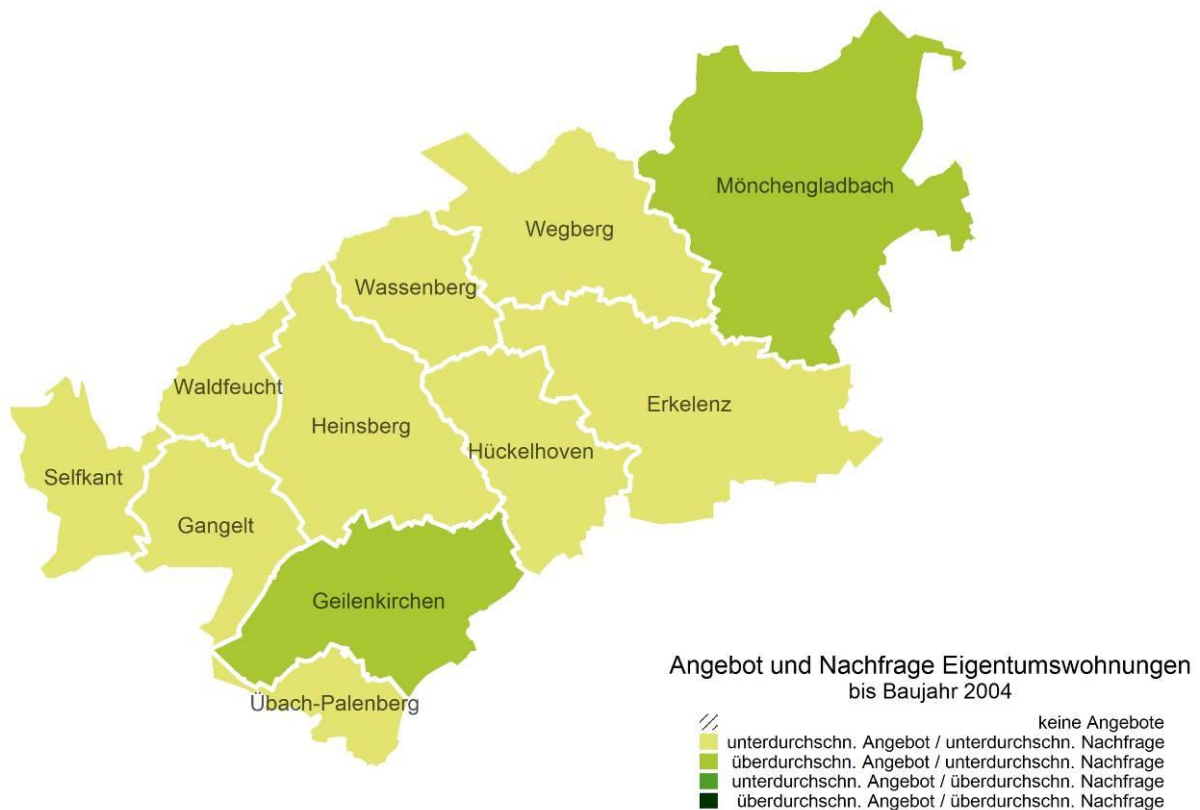 Mönchengladbach
Wegberg
Wassenberg
Waldfeucht
Erkelenz
Heinsberg
Hückelhoven
Selfkant
Gangelt
Geilenkirchen
Übach-Palenberg
Angebot und Nachfrage Eigentumswohnungen
bis Baujahr 2004
keine Angebote
unterdurchschn. Angebot / unterdurchschn. Nachfrage
überdurchschn. Angebot / unterdurchschn. Nachfrage
unterdurchschn. Angebot / überdurchschn. Nachfrage
überdurchschn. Angebot / überdurchschn. Nachfrage